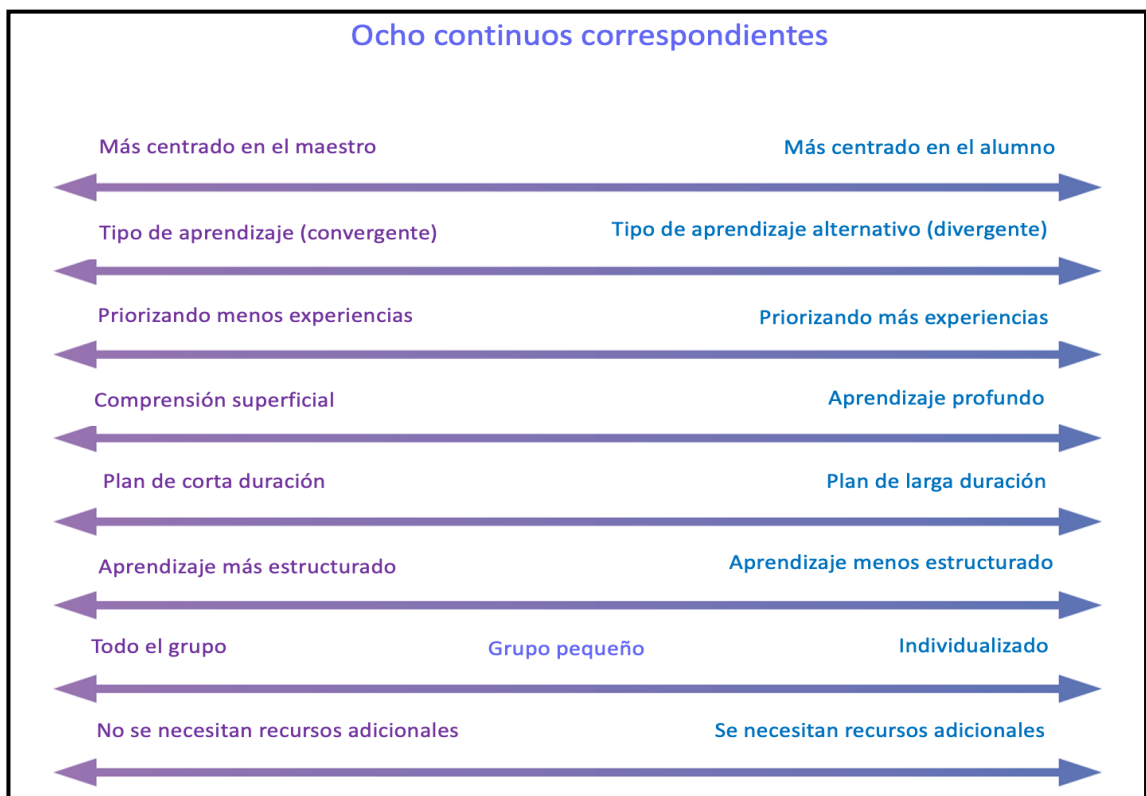 Ocho continuos correspondientes
Más centrado en el maestro
Más centrado en el alumno
Tipo de aprendizaje (convergente)
Tipo de aprendizaje alternativo (divergente)
Priorizando menos experiencias
Priorizando más experiencias
Comprensión superficial
Aprendizaje profundo
Plan de corta duración
Plan de larga duración
Aprendizaje más estructurado
Aprendizaje menos estructurado
Todo el grupo
Grupo pequeño
Individualizado
No se necesitan recursos adicionales
Se necesitan recursos adicionales